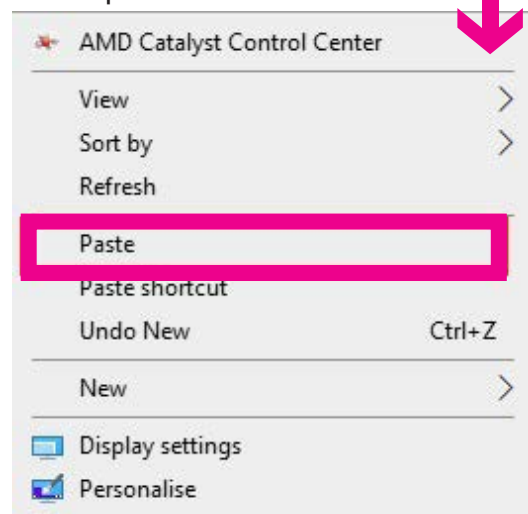 AMD Catalyst Control Center
View
Sort by
Refresh
Paste
Paste shortcut
Undo New Ctrl+Z
New
Display settings
Personalise